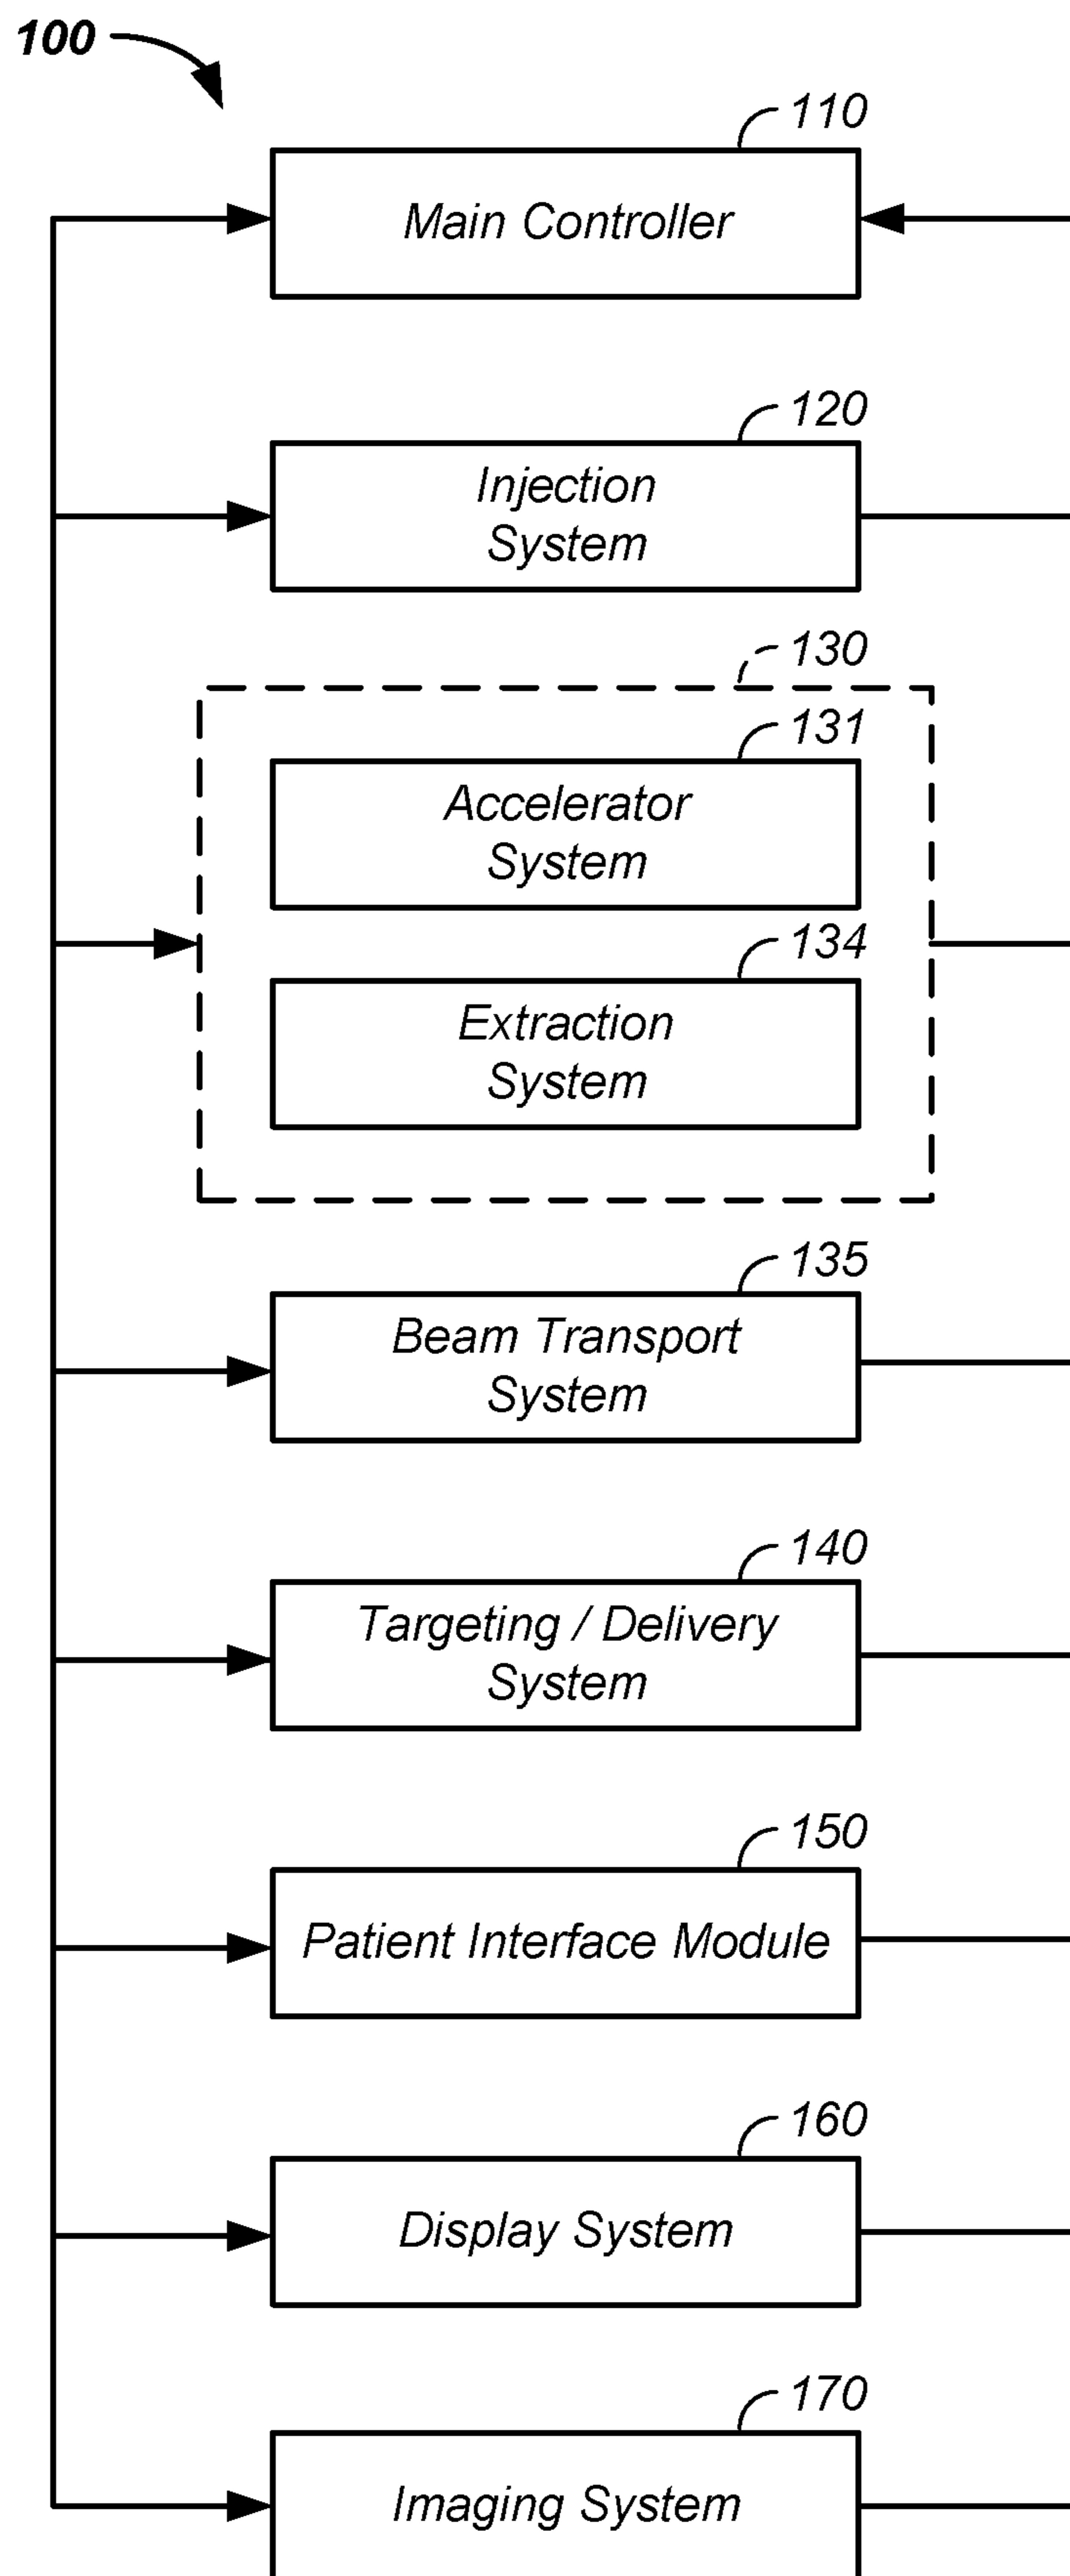 100
110
Main Controller
120
Injection
System
130
131
Accelerator
System
134
Extraction
System
135
Beam Transport
System
140
Targeting / Delivery
System
150
Patient Interface Module
160
Display System
170
Imaging System